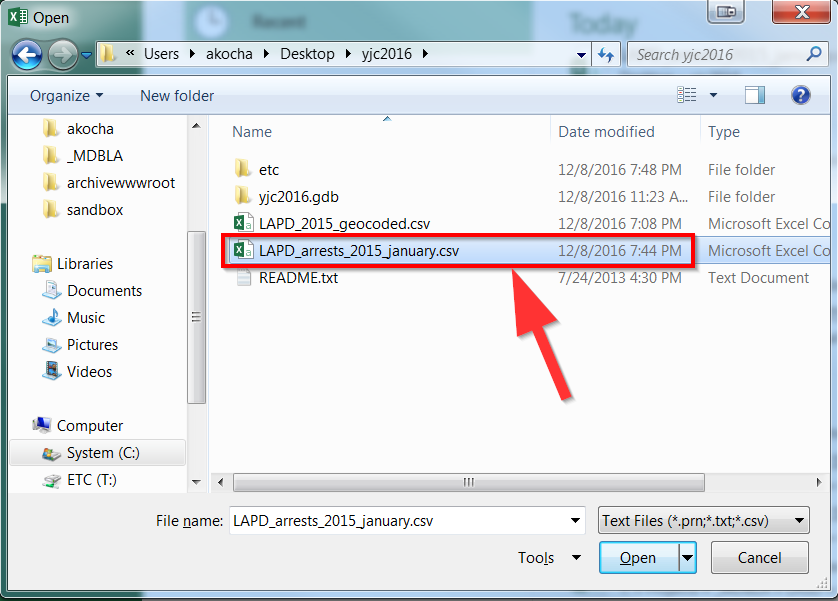 Open
Recent
Today
« Users akocha Desktop yjc2016
Search yjc2016
Organize New folder
akocha
_MDBLA
archivewwwroot
sandbox
Libraries
Documents
Music
Pictures
Videos
Computer
System (C:)
ETC (T:)
Name Date modified Type
etc 12/8/2016 7:48 PM File folder
yjc2016.gdb 12/8/2016 11:23 A... File folder
LAPD_2015_geocoded.csv 12/8/2016 7:08 PM Microsoft Excel Co
LAPD_arrests_2015_january.csv 12/8/2016 7:44 PM Microsoft Excel Co
README.txt 7/24/2013 4:30 PM Text Document
File name: LAPD_arrests_2015_january.csv Text Files (*.prn;*.txt;*.csv)
Tools Open Cancel